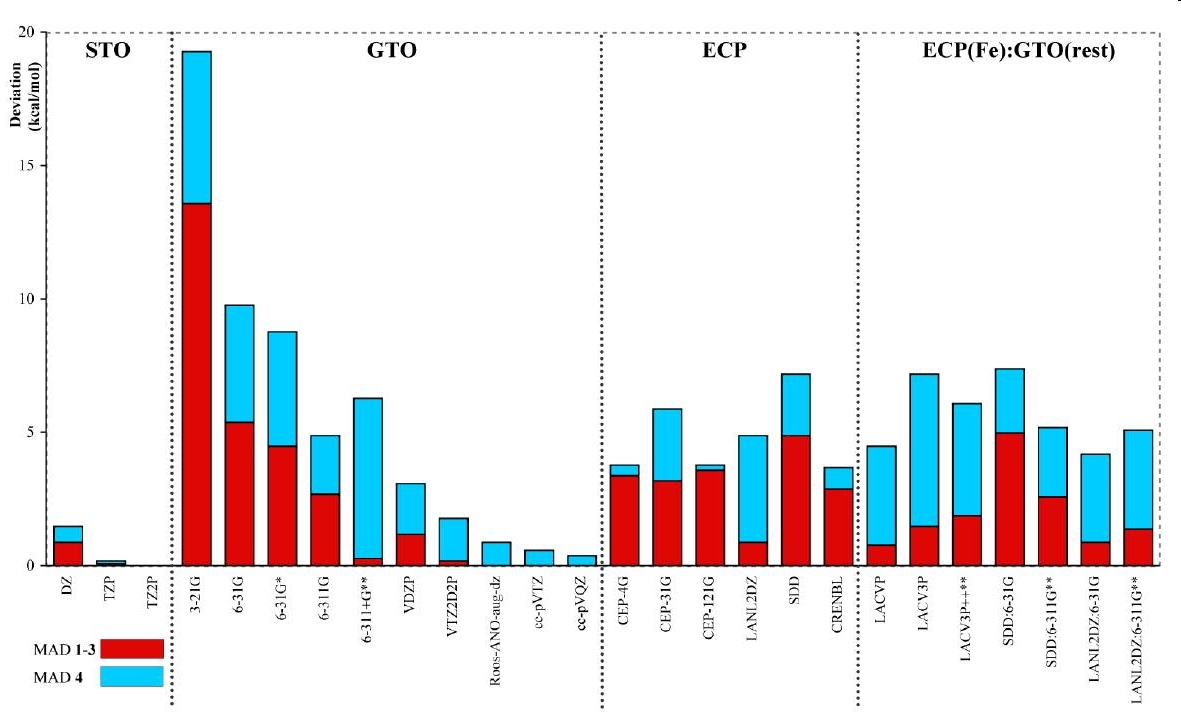 20
STO
GTO
ECP
ECP(Fe):GTO(rest)
Deviation
(kcal/mol)
15
10
5
0
DZ
TZP
TZ2P
3-21G
6-31G
6-31G*
6-311G
6-311+G**
VDZP
VTZ2D2P
Roos-ANO-aug-dz
cc-pVTZ
cc-pVQZ
CEP-4G
CEP-31G
CEP-121G
LANL2DZ
SDD
CRENBL
LACVP
LACV3P
LACV3P++**
SDD:6-31G
SDD:6-311G**
LANL2DZ:6-31G
LANL2DZ:6-311G**
MAD 1-3
MAD 4